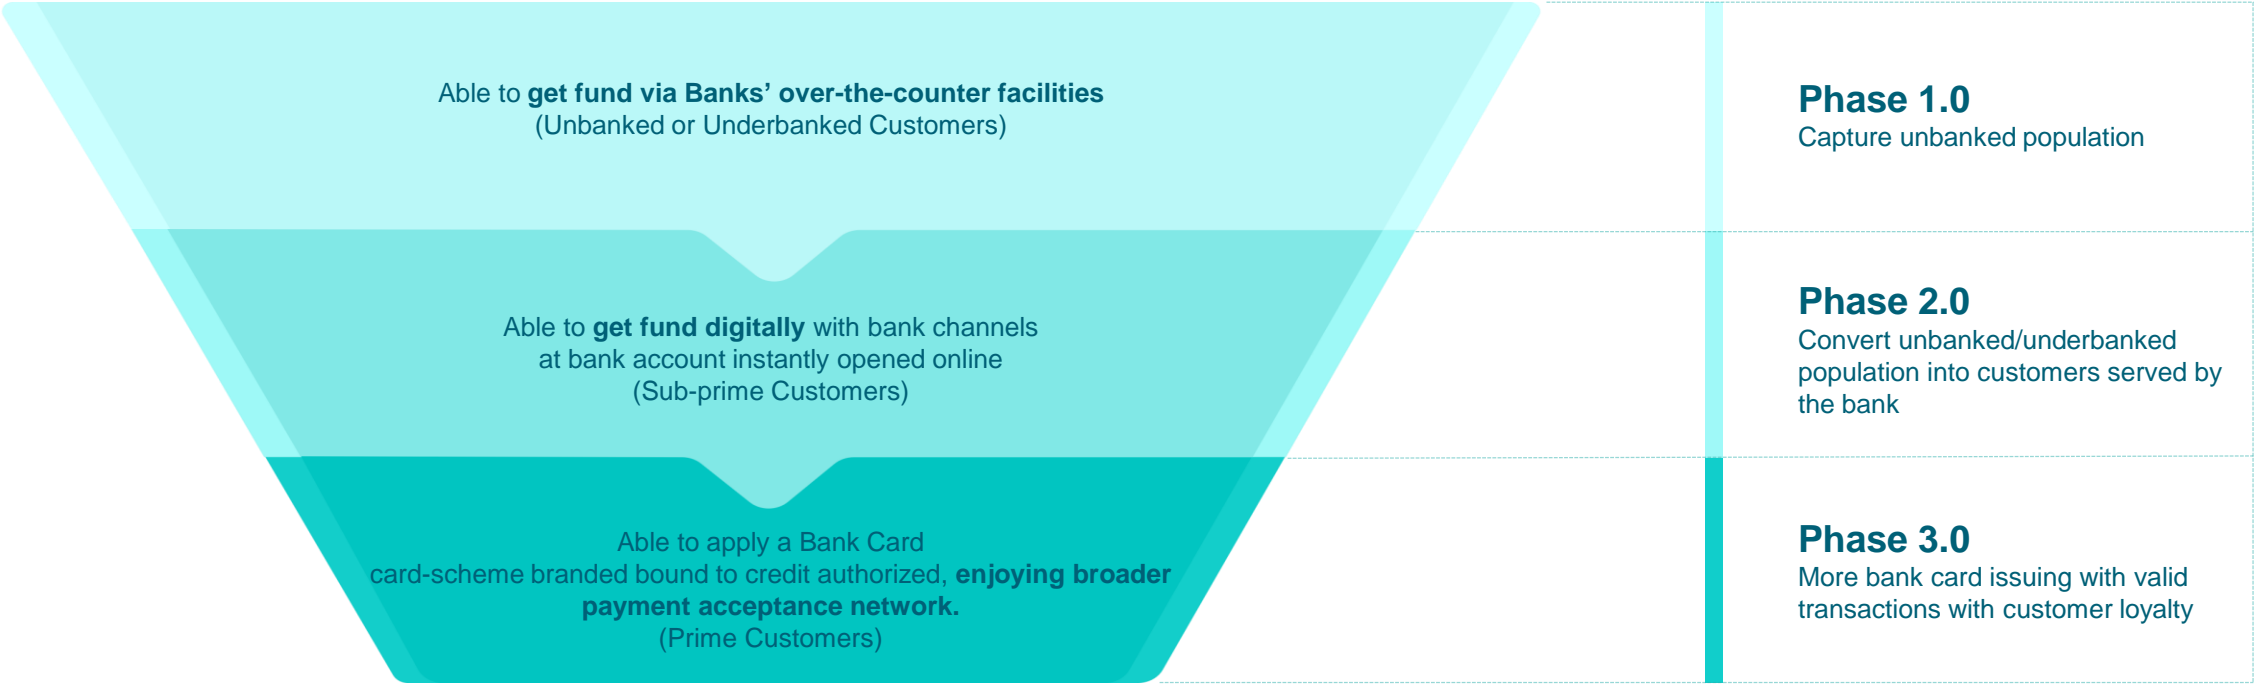 Able to get fund via Banks’ over-the-counter facilities
(Unbanked or Underbanked Customers)
Phase 1.0
Capture unbanked population
Able to get fund digitally with bank channels
at bank account instantly opened online
(Sub-prime Customers)
Phase 2.0
Convert unbanked/underbanked
population into customers served by
the bank
Able to apply a Bank Card
card-scheme branded bound to credit authorized, enjoying broader
payment acceptance network.
(Prime Customers)
Phase 3.0
More bank card issuing with valid
transactions with customer loyalty